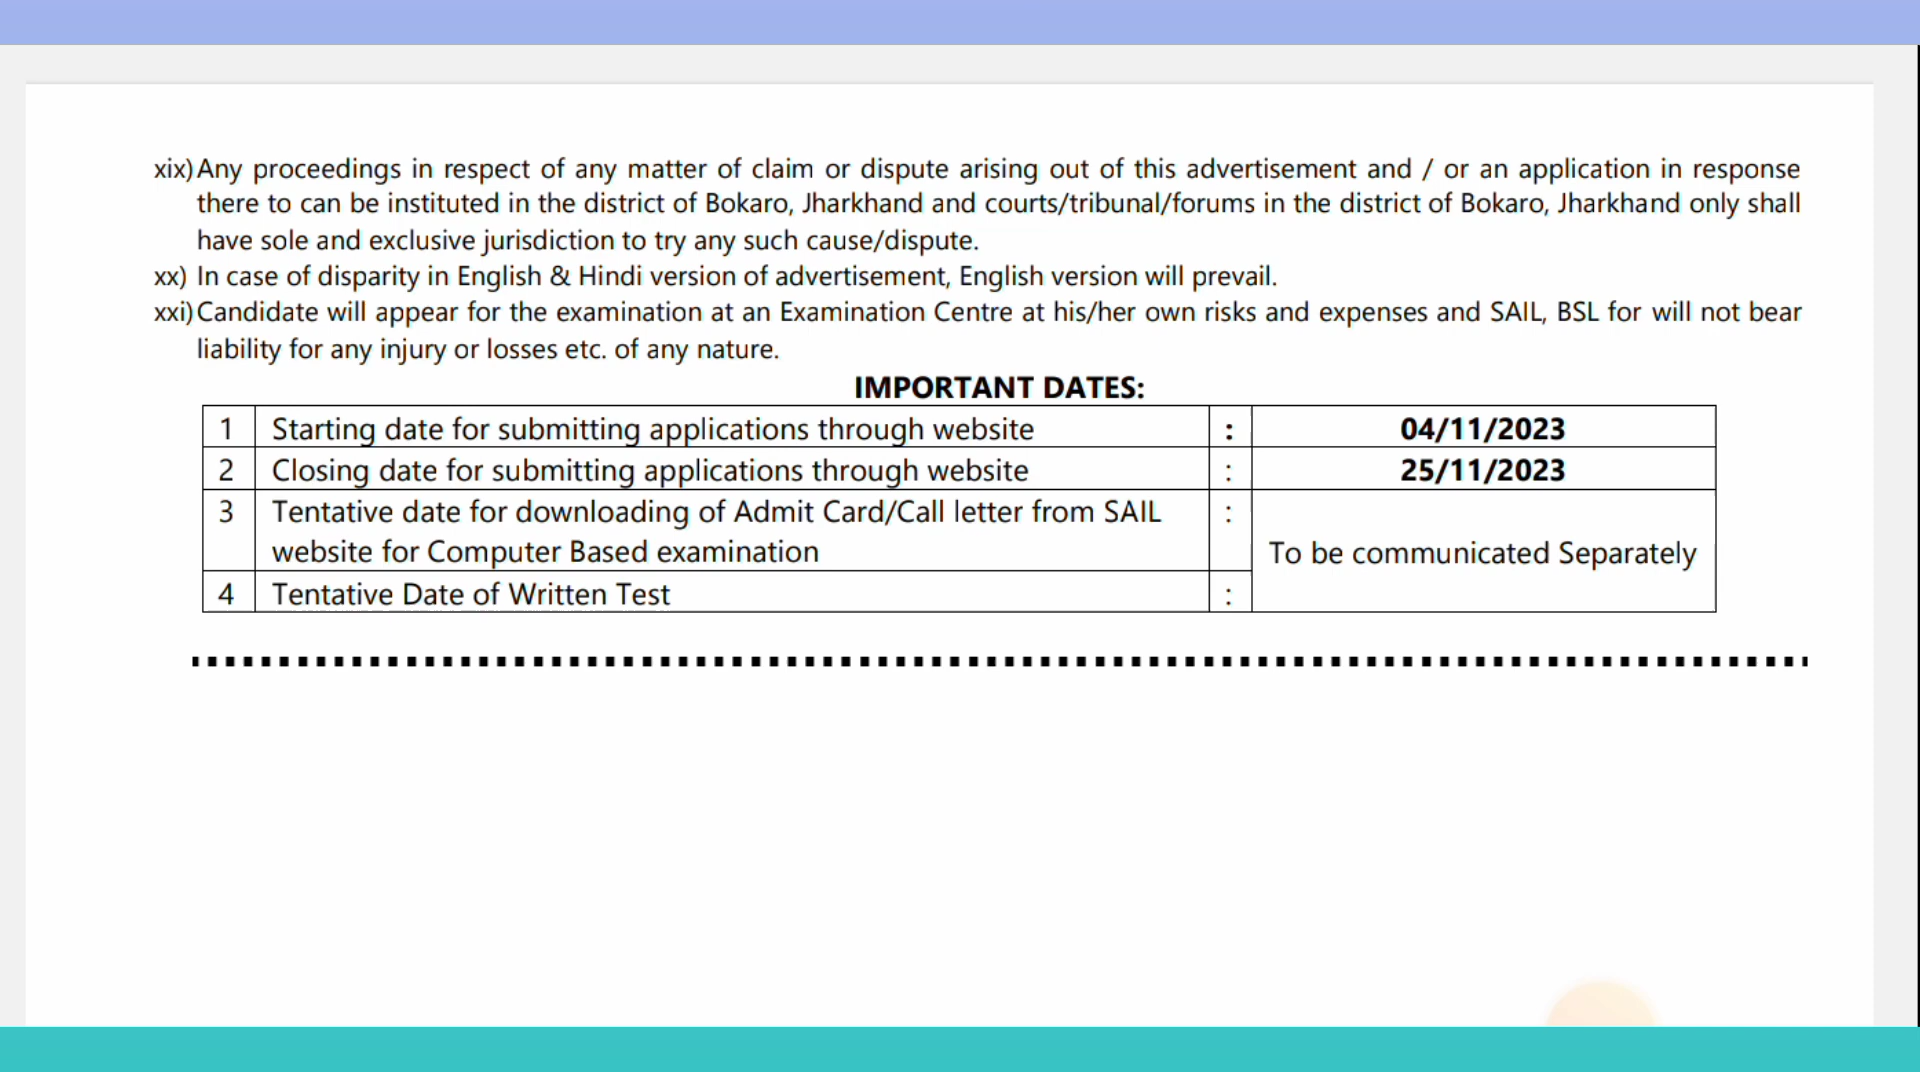 xix) Any proceedings in respect of any matter of claim or dispute arising out of this advertisement and / or an application in response
there to can be instituted in the district of Bokaro, Jharkhand and courts/tribunal/forums in the district of Bokaro, Jharkhand only shall
have sole and exclusive jurisdiction to try any such cause/dispute.
xx) In case of disparity in English & Hindi version of advertisement, English version will prevail.
xxi) Candidate will appear for the examination at an Examination Centre at his/her own risks and expenses and SAIL, BSL for will not bear
liability for any injury or losses etc. of any nature.
IMPORTANT DATES:
1 Starting date for submitting applications through website : 04/11/2023
2 Closing date for submitting applications through website : 25/11/2023
3 Tentative date for downloading of Admit Card/Call letter from SAIL :
website for Computer Based examination
To be communicated Separately
4 Tentative Date of Written Test :